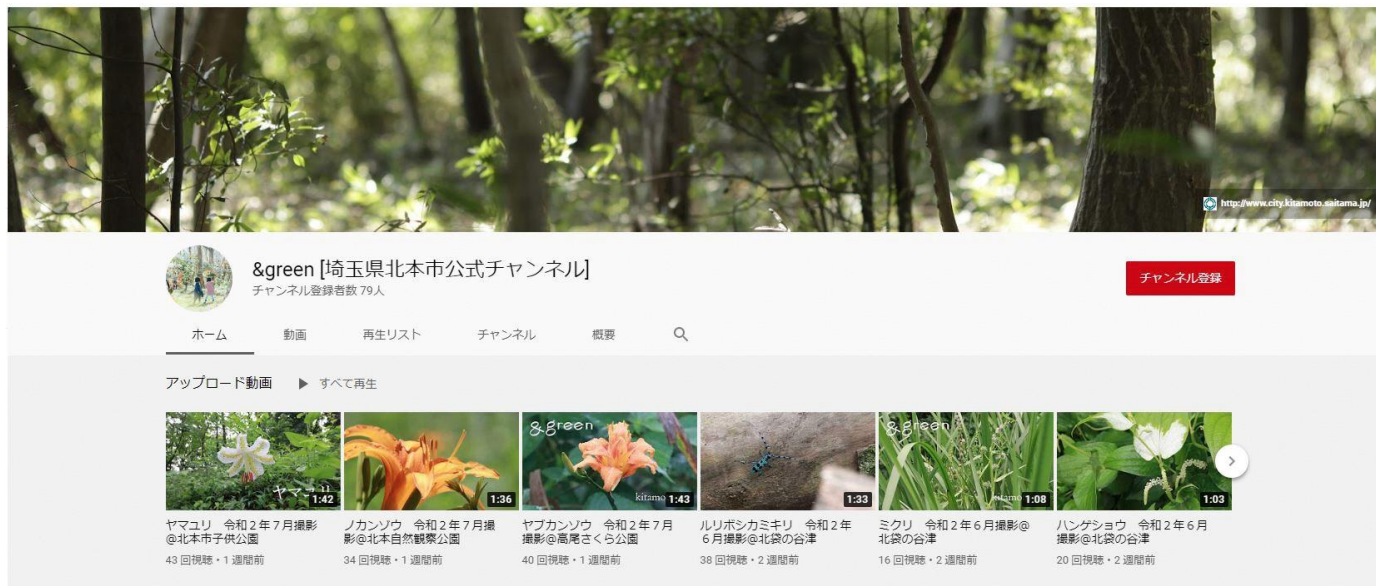 http://www.city.kitamoto.saitama.jp/
&green [埼玉県北本市公式チャンネル]
チャンネル登録者数 79人
チャンネル登録
ホーム 動画 再生リスト チャンネル 概要
アップロード動画 ▶ すべて再生
ヤマユリ
1:42
1:36
&green
kitamo
1:43
1:33
&green
kitamo
1:08
1:03
ヤマユリ 令和2年7月撮影
@北本市子供公園
43 回視聴・1 週間前
ノカンゾウ 令和2年7月撮
影@北本自然観察公園
34 回視聴・1 週間前
ヤブカンゾウ 令和2年7月
撮影@高尾さくら公園
40 回視聴・1 週間前
ルリボシカミキリ 令和2年
6月撮影@北袋の谷津
38 回視聴・2 週間前
ミクリ 令和2年6月撮影@
北袋の谷津
16 回視聴・2 週間前
ハンゲショウ 令和2年6月
撮影@北袋の谷津
20 回視聴・2 週間前